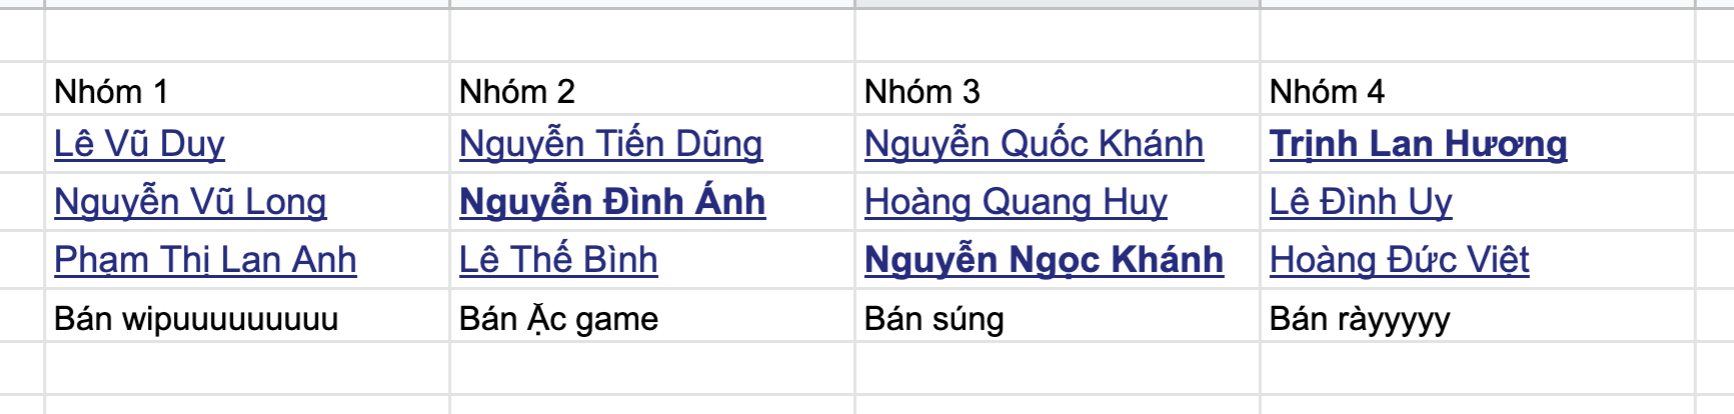 Nhóm 1 Nhóm 2 Nhóm 3 Nhóm 4
Lê Vũ Duy Nguyễn Tiến Dũng Nguyễn Quốc Khánh Trịnh Lan Hương
Nguyễn Vũ Long Nguyễn Đình Ánh Hoàng Quang Huy Lê Đình Uy
Phạm Thị Lan Anh Lê Thế Bình Nguyễn Ngọc Khánh Hoàng Đức Việt
Bán wipuuuuuuuuu Bán Ặc game Bán súng Bán ràyyyyy